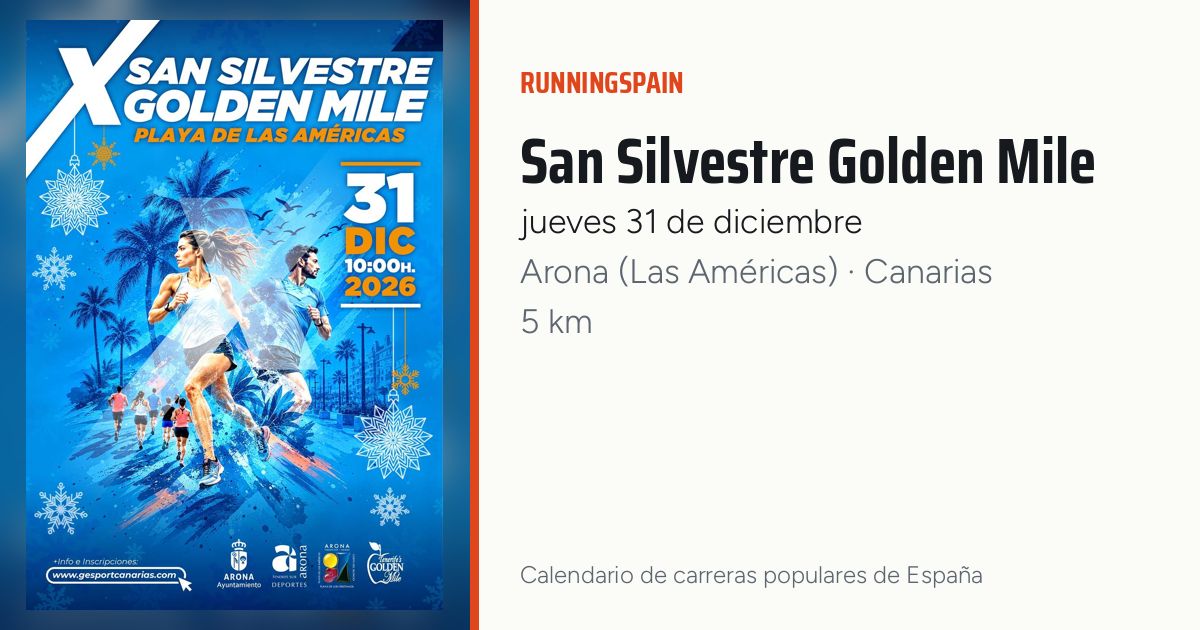 X SAN SILVESTRE
GOLDEN MILE
PLAYA DE LAS AMÉRICAS
31
DIC
10:00H.
2026
+Info e Inscripciones:
www.gesportcanarias.com
ARONA
Ayuntamiento
arona
DEPORTES
ARONA
Tenerife's
GOLDEN
Mile
RUNNINGSPAIN
San Silvestre Golden Mile
jueves 31 de diciembre
Arona (Las Américas) · Canarias
5 km
Calendario de carreras populares de España